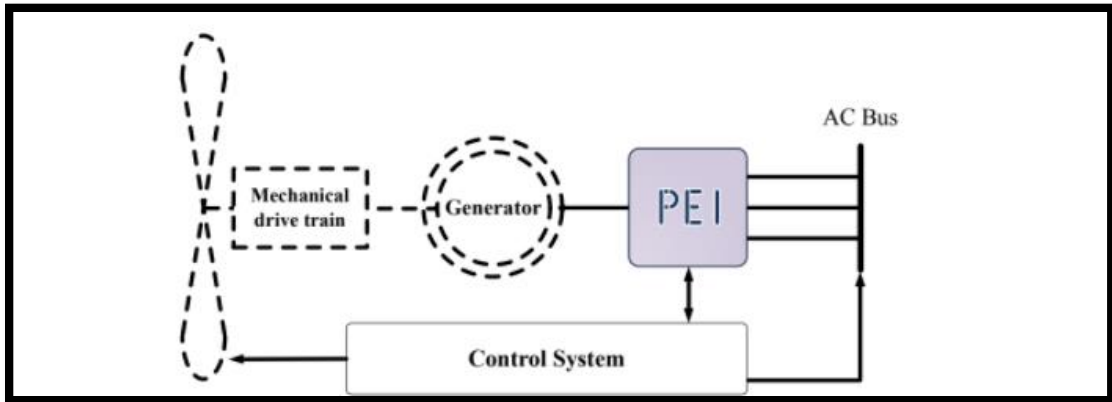 AC Bus
Mechanical
drive train
Generator
PEI
Control System